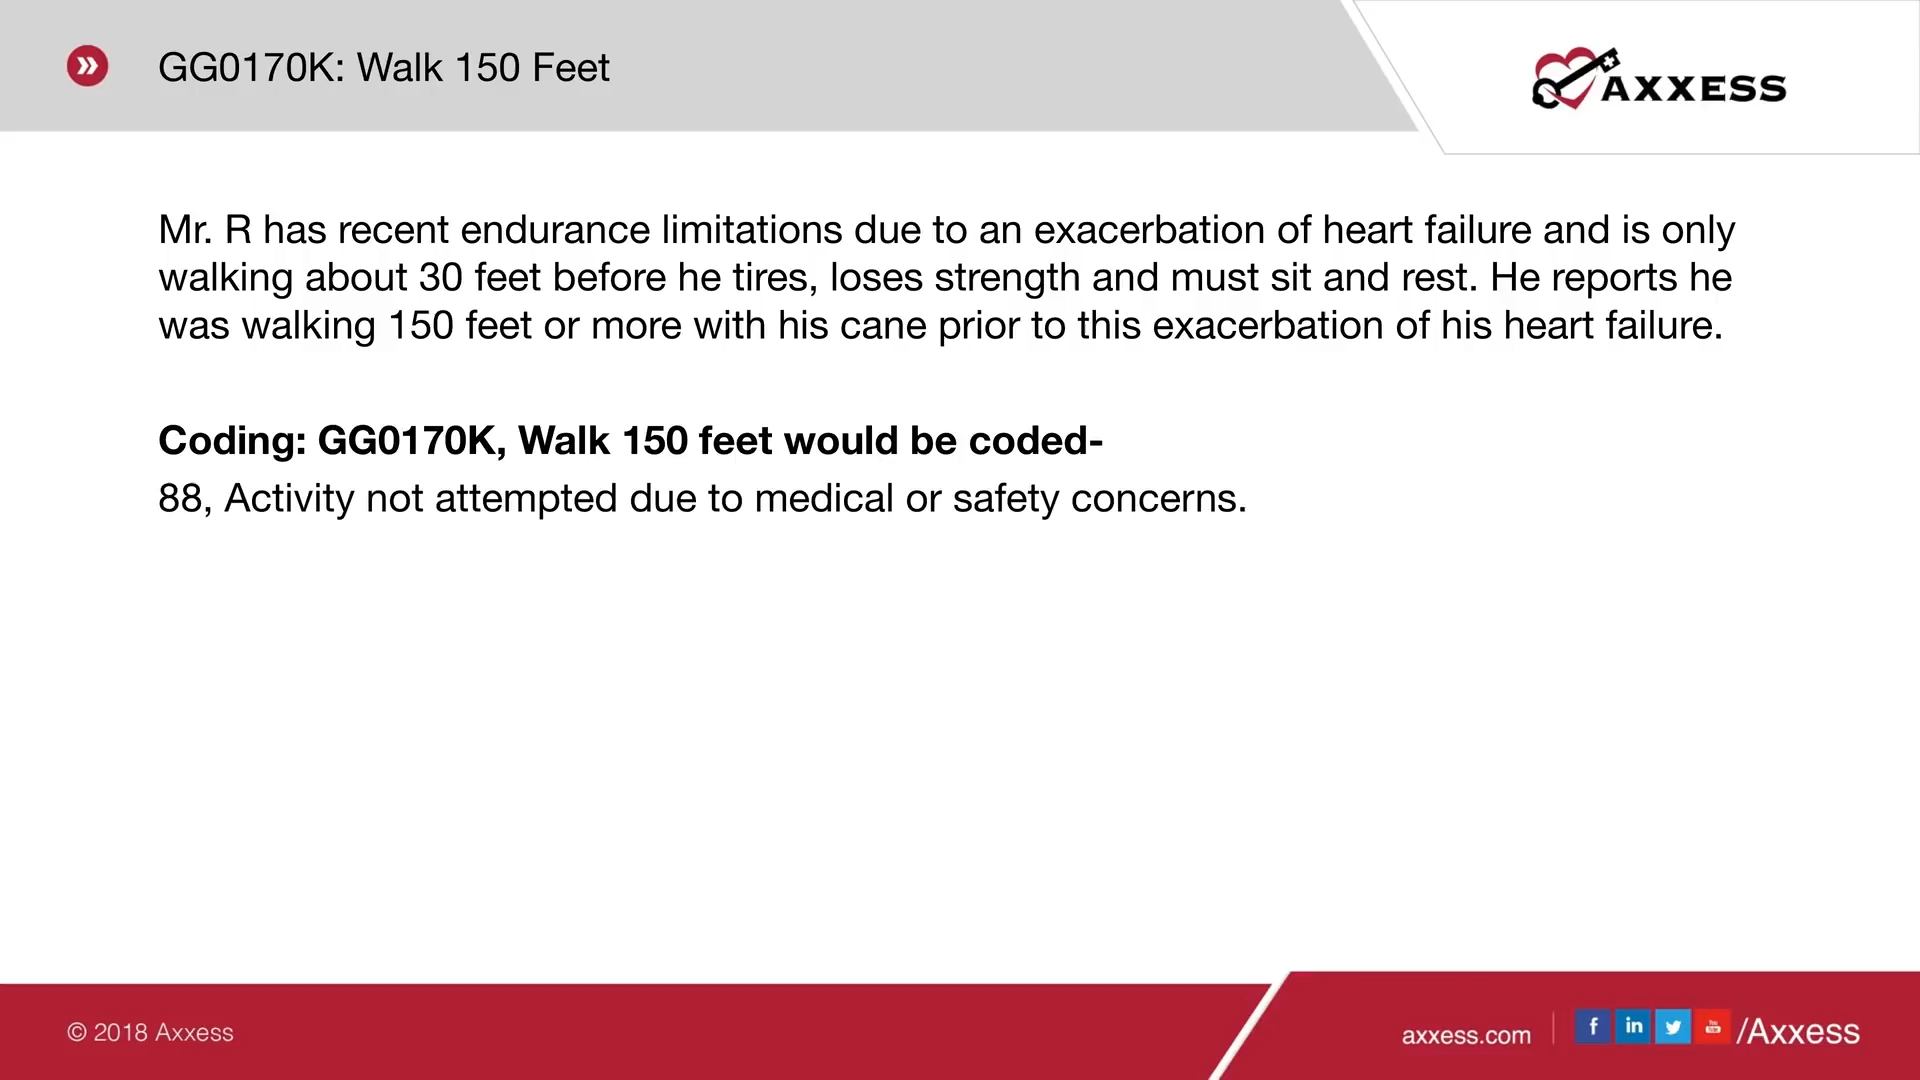 GG0170K: Walk 150 Feet
AXXESS
Mr. R has recent endurance limitations due to an exacerbation of heart failure and is only
walking about 30 feet before he tires, loses strength and must sit and rest. He reports he
was walking 150 feet or more with his cane prior to this exacerbation of his heart failure.
Coding: GG0170K, Walk 150 feet would be coded-
88, Activity not attempted due to medical or safety concerns.
© 2018 Axxess
axxess.com
/Axxess